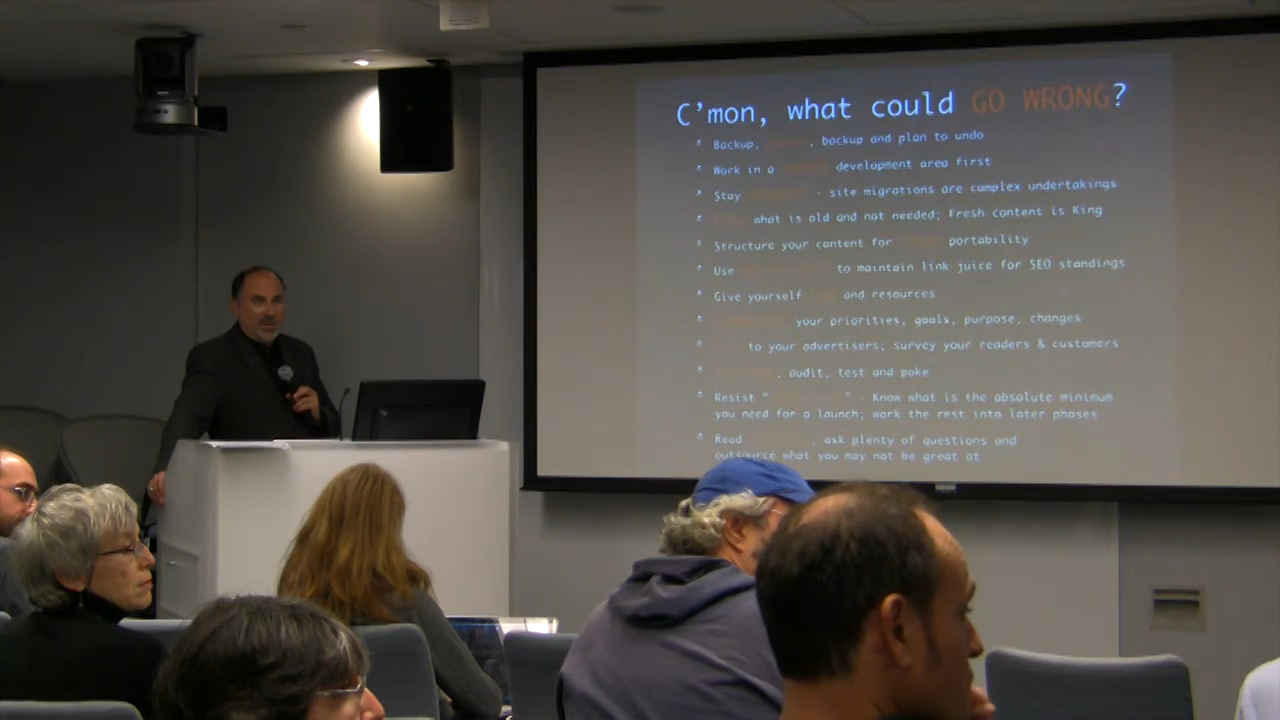 C'mon, what could GO WRONG?
* Backup, , backup and plan to undo
* Work in a development area first
* Stay - site migrations are complex undertakings
* what is old and not needed; Fresh content is King
* Structure your content for portability
* Use to maintain link juice for SEO standings
* Give yourself and resources
* your priorities, goals, purpose, changes
* to your advertisers; survey your readers & customers
* , audit, test and poke
* Resist " " - Know what is the absolute minimum
you need for a launch; work the rest into later phases
* Read , ask plenty of questions and
outsource what you may not be great at